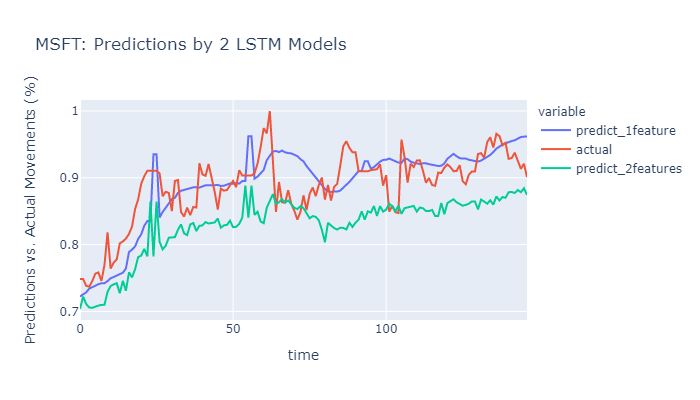 MSFT: Predictions by 2 LSTM Models
Predictions vs. Actual Movements (%)
1
0.9
0.8
0.7
0
50
100
time
variable
predict_1feature
actual
predict_2features